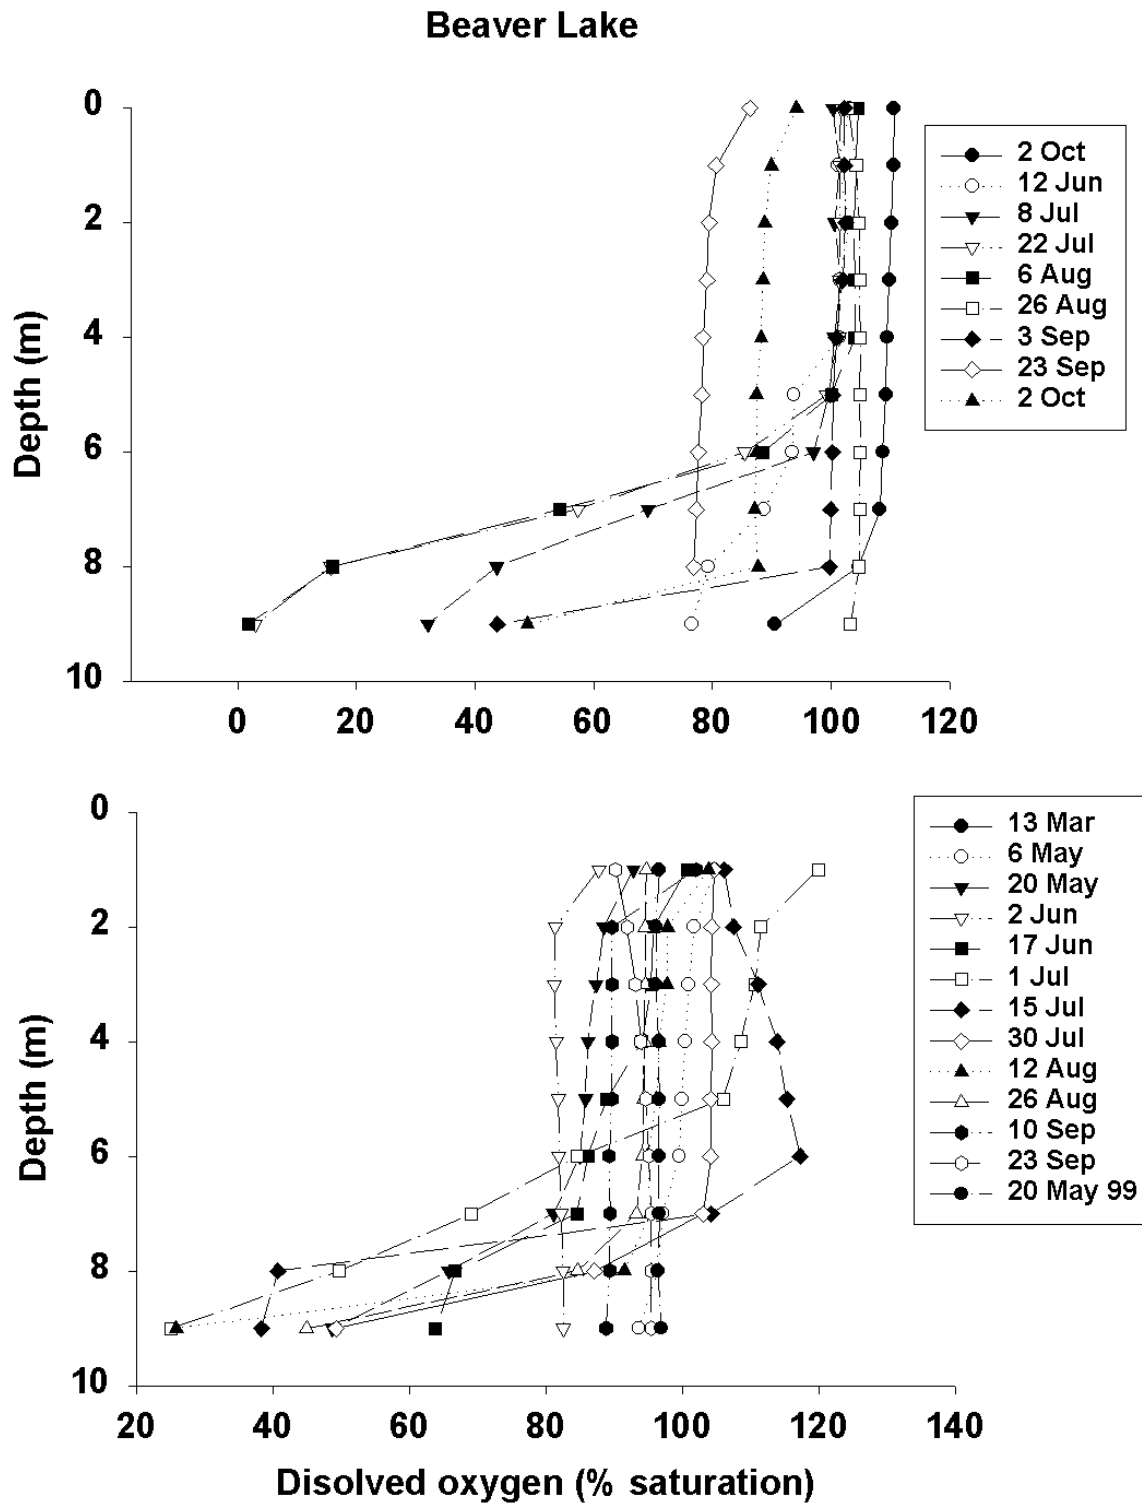 Beaver Lake
0
2
4
6
8
10
Depth (m)
0 20 40 60 80 100 120
2 Oct
12 Jun
8 Jul
22 Jul
6 Aug
26 Aug
3 Sep
23 Sep
2 Oct
0
2
4
6
8
10
Depth (m)
20 40 60 80 100 120 140
Disolved oxygen (% saturation)
13 Mar
6 May
20 May
2 Jun
17 Jun
1 Jul
15 Jul
30 Jul
12 Aug
26 Aug
10 Sep
23 Sep
20 May 99